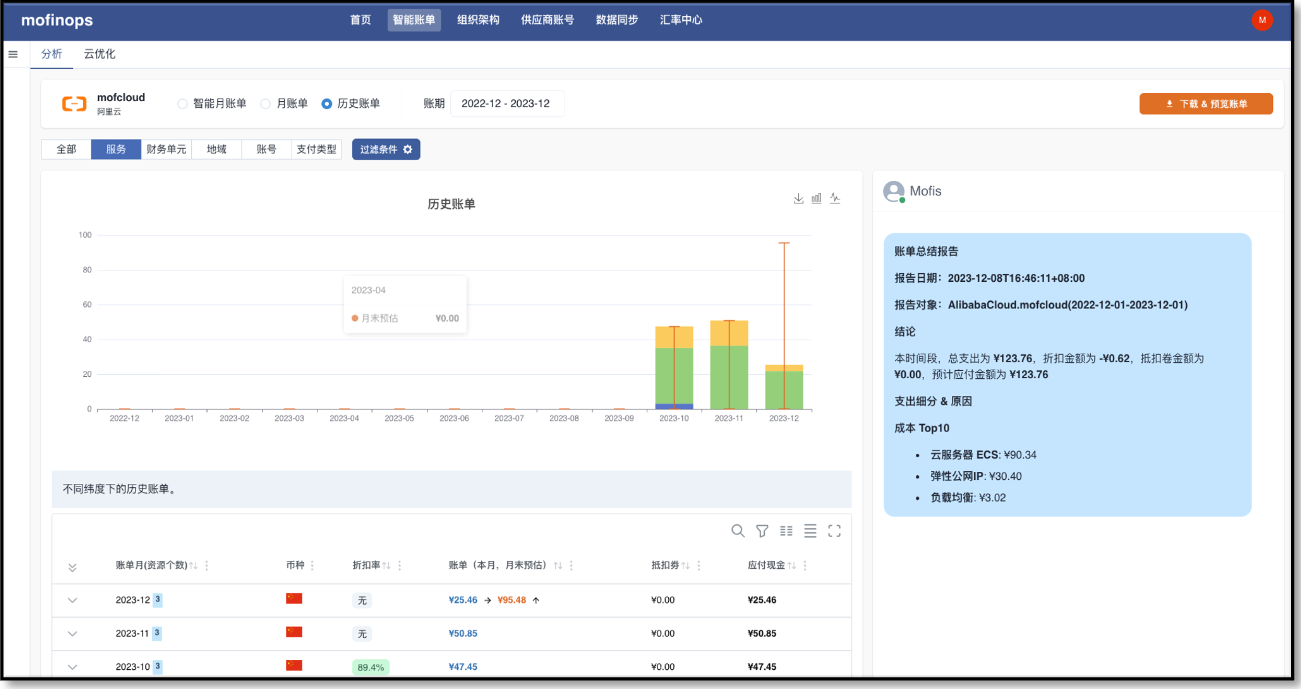 mofinops
首页 智能账单 组织架构 供应商账号 数据同步 汇率中心
M
分析 云优化
mofcloud
阿里云
智能月账单 月账单 历史账单 账期 2022-12 - 2023-12
下载 & 预览账单
全部 服务 财务单元 地域 账号 支付类型 过滤条件
历史账单
100
80
60
40
20
0
2023-04
月末预估 ¥0.00
2022-12 2023-01 2023-02 2023-03 2023-04 2023-05 2023-06 2023-07 2023-08 2023-09 2023-10 2023-11 2023-12
不同纬度下的历史账单。
账单月(资源个数) 币种 折扣率 账单（本月，月末预估） 抵扣券 应付现金
2023-12 3 无 ¥25.46 → ¥95.48 ↑ ¥0.00 ¥25.46
2023-11 3 无 ¥50.85 ¥0.00 ¥50.85
2023-10 3 89.4% ¥47.45 ¥0.00 ¥47.45
Mofis
账单总结报告
报告日期：2023-12-08T16:46:11+08:00
报告对象：AlibabaCloud.mofcloud(2022-12-01-2023-12-01)
结论
本时间段，总支出为 ¥123.76，折扣金额为 -¥0.62，抵扣卷金额为
¥0.00，预计应付金额为 ¥123.76
支出细分 & 原因
成本 Top10
• 云服务器 ECS: ¥90.34
• 弹性公网IP: ¥30.40
• 负载均衡: ¥3.02